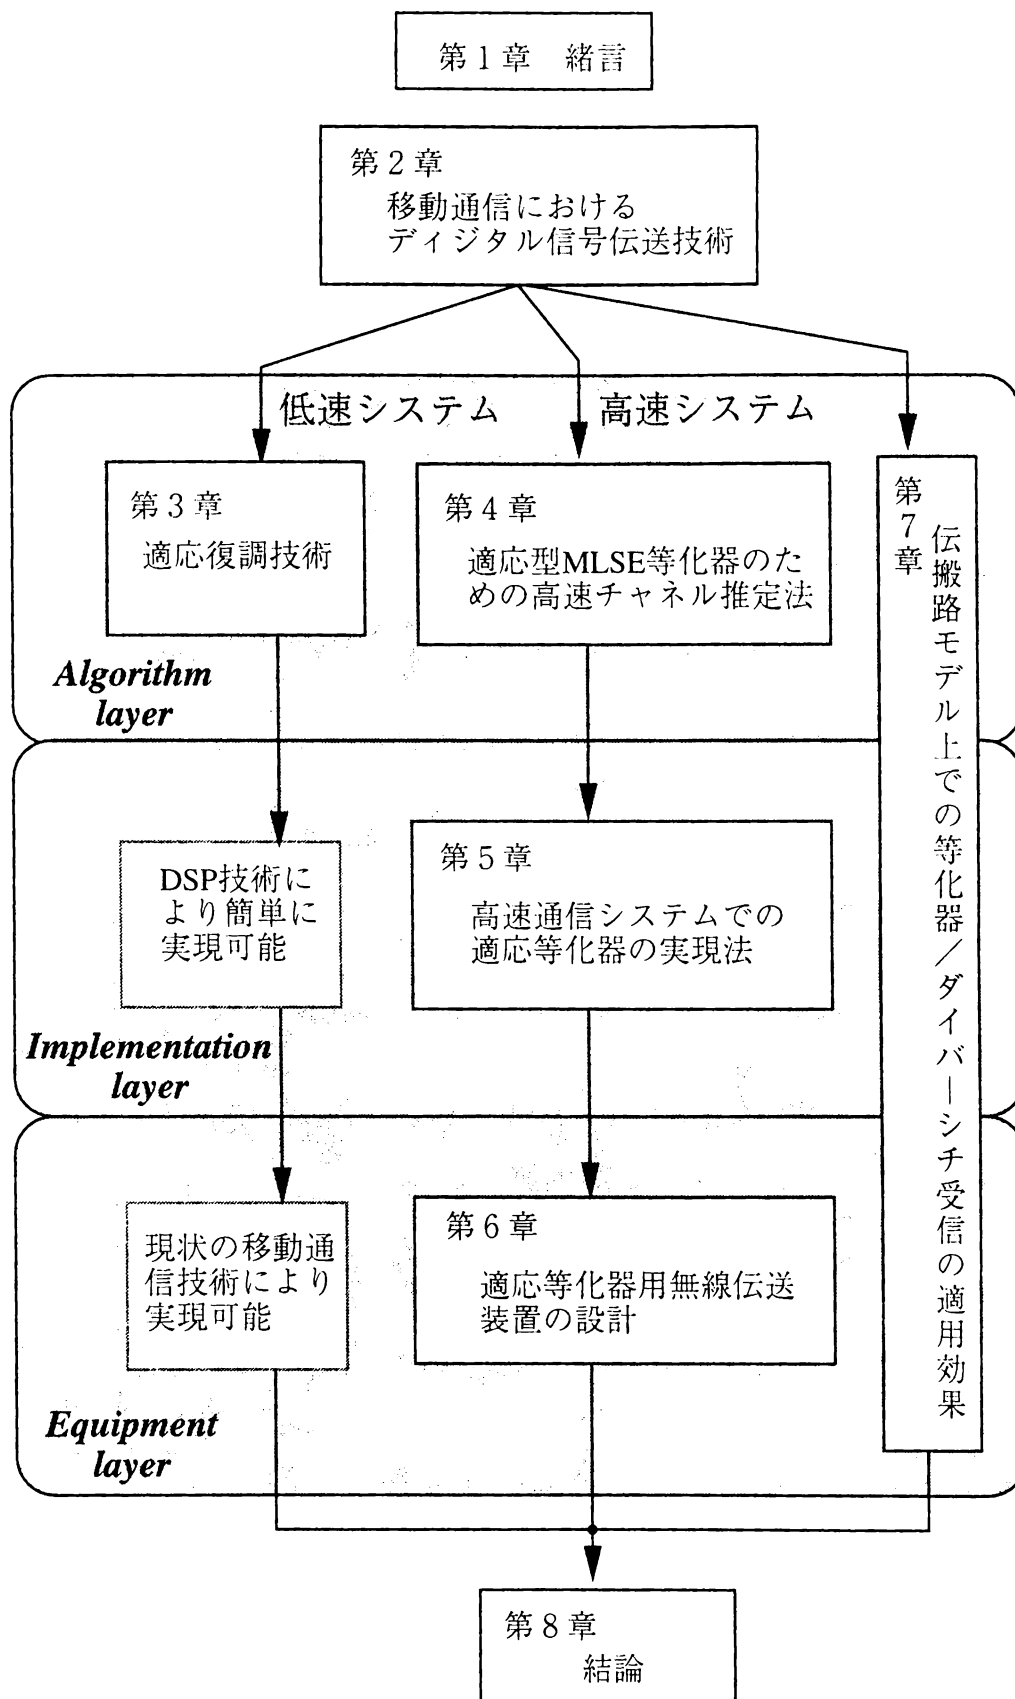 第1章 緒言
第2章
移動通信における
ディジタル信号伝送技術
低速システム
高速システム
第3章
適応復調技術
第4章
適応型MLSE等化器のた
めの高速チャネル推定法
第7章
伝搬路モデル上での等化器/ダイバーシチ受信の適用効果
Algorithm
layer
DSP技術に
より簡単に
実現可能
第5章
高速通信システムでの
適応等化器の実現法
Implementation
layer
現状の移動通
信技術により
実現可能
第6章
適応等化器用無線伝送
装置の設計
Equipment
layer
第8章
結論